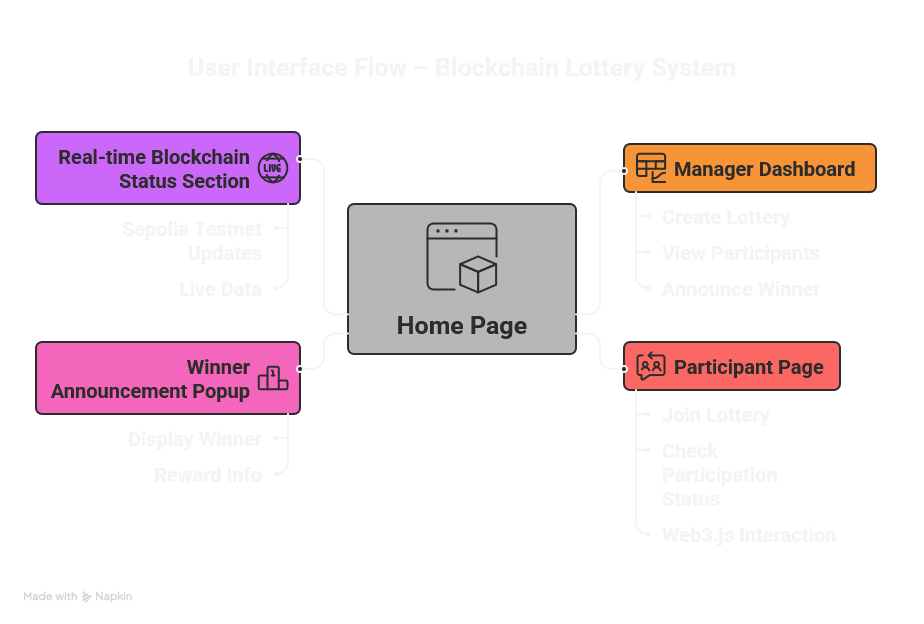 User Interface Flow – Blockchain Lottery System
Real-time Blockchain
Status Section
LIVE
Sepolia Testnet
Updates
Live Data
Winner
Announcement Popup
1
Display Winner
Reward Info
Home Page
Manager Dashboard
Create Lottery
View Participants
Announce Winner
Participant Page
Join Lottery
Check
Participation
Status
Web3.js Interaction
Made with Napkin